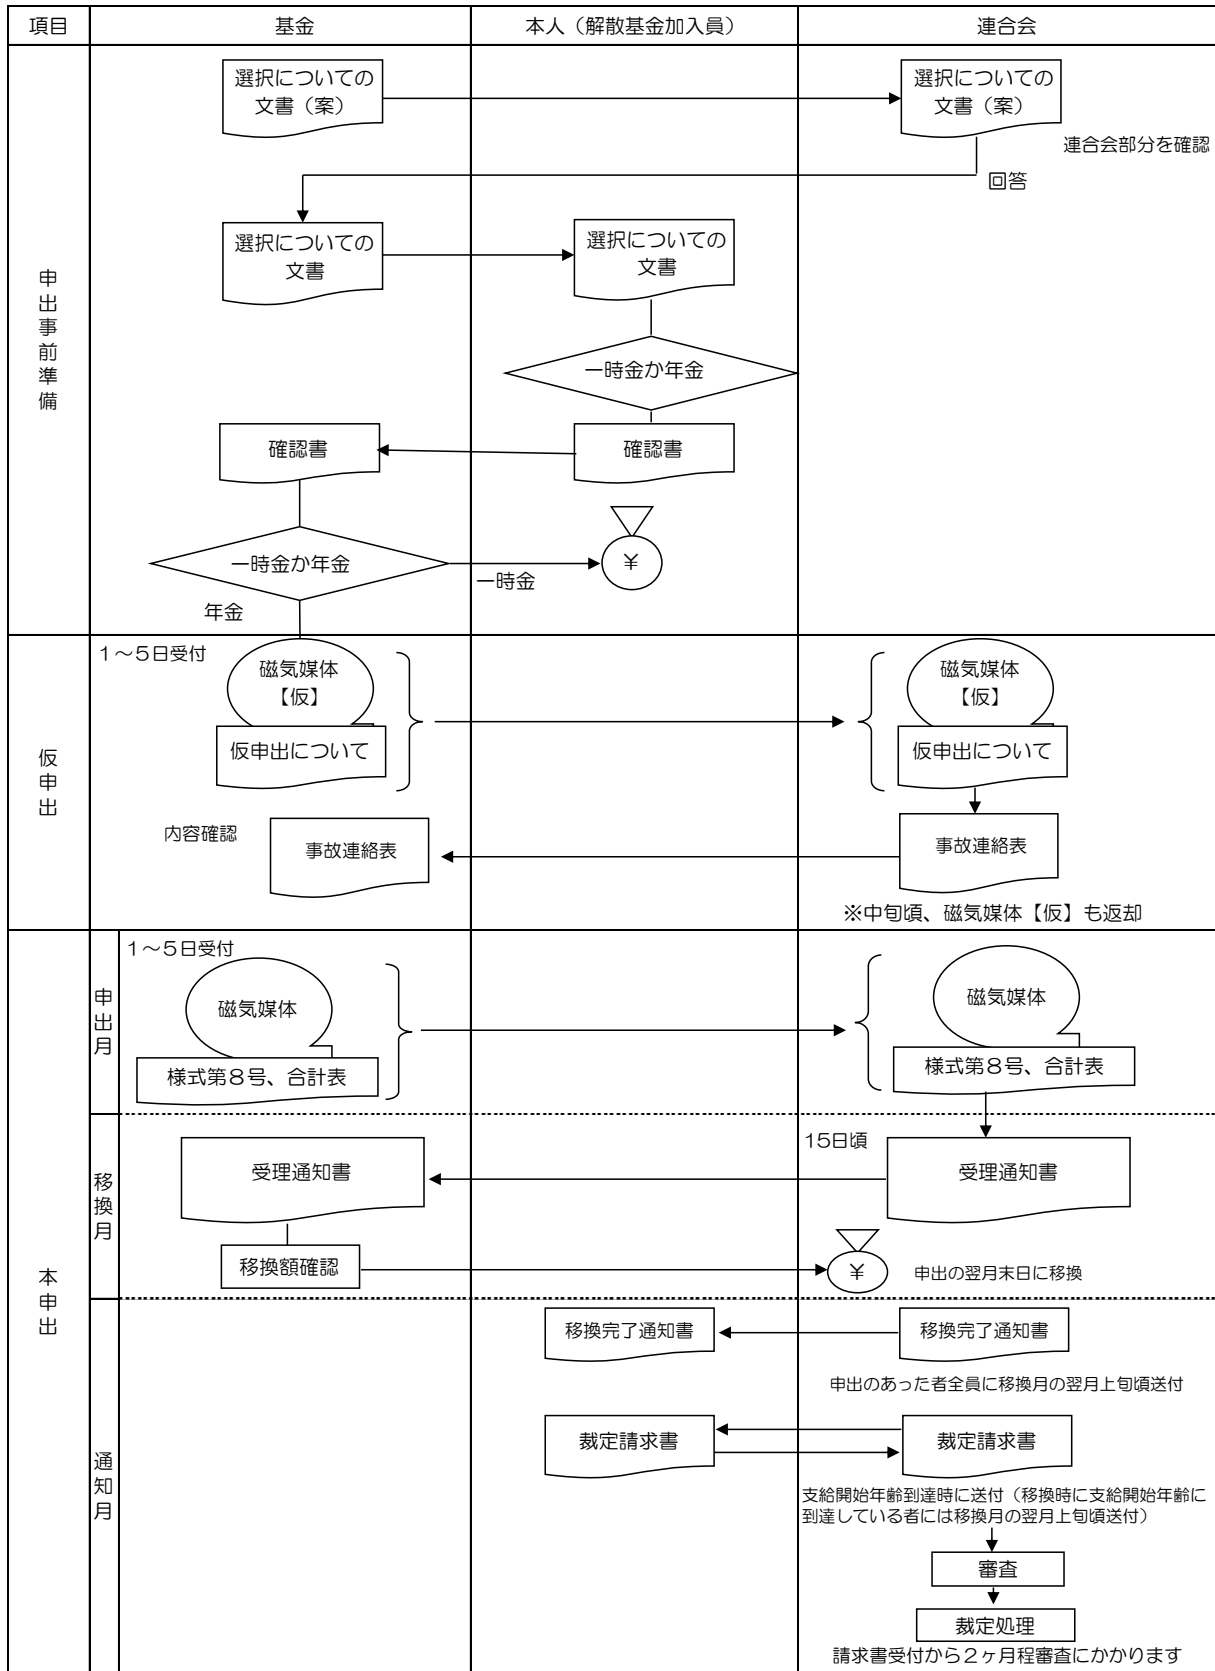 項目
基金
本人（解散基金加入員）
連合会
申出事前準備
選択についての
文書（案）
選択についての
文書（案）
連合会部分を確認
回答
選択についての
文書
選択についての
文書
一時金か年金
確認書
確認書
一時金か年金
一時金
¥
年金
仮申出
1～5日受付
磁気媒体
【仮】
仮申出について
磁気媒体
【仮】
仮申出について
内容確認
事故連絡表
事故連絡表
※中旬頃、磁気媒体【仮】も返却
本申出
申出月
1～5日受付
磁気媒体
様式第8号、合計表
磁気媒体
様式第8号、合計表
移換月
15日頃
受理通知書
受理通知書
移換額確認
¥
申出の翌月末日に移換
通知月
移換完了通知書
移換完了通知書
申出のあった者全員に移換月の翌月上旬頃送付
裁定請求書
裁定請求書
支給開始年齢到達時に送付（移換時に支給開始年齢に
到達している者には移換月の翌月上旬頃送付）
審査
裁定処理
請求書受付から2ヶ月程審査にかかります